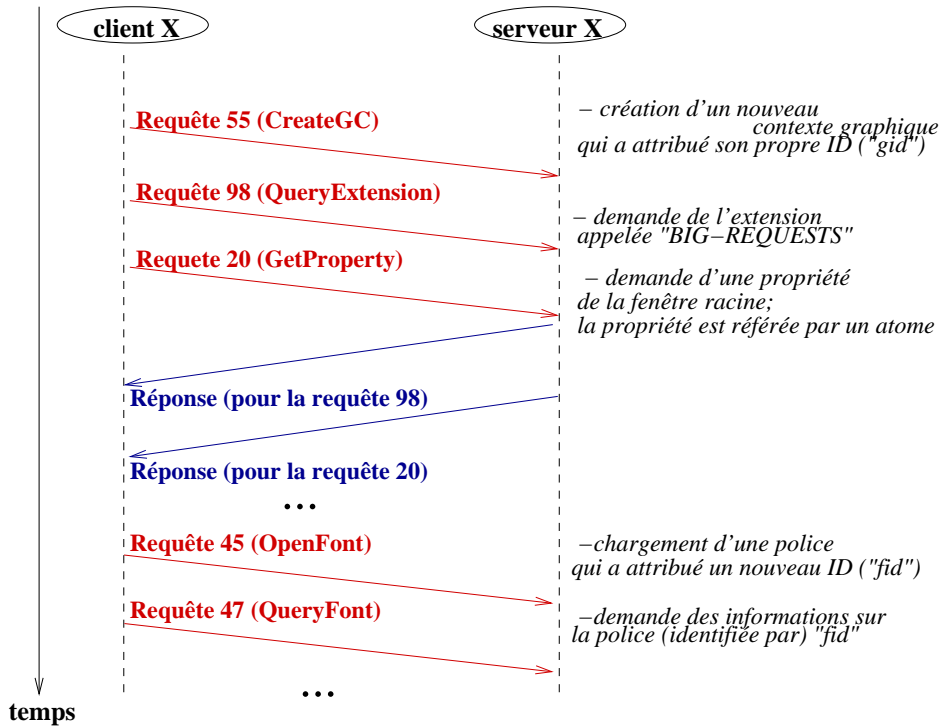 client X
serveur X
Requête 55 (CreateGC)
– création d'un nouveau
contexte graphique
qui a attribué son propre ID ("gid")
Requête 98 (QueryExtension)
– demande de l'extension
appelée "BIG–REQUESTS"
Requete 20 (GetProperty)
– demande d'une propriété
de la fenêtre racine;
la propriété est référée par un atome
Réponse (pour la requête 98)
Réponse (pour la requête 20)
...
Requête 45 (OpenFont)
–chargement d'une police
qui a attribué un nouveau ID ("fid")
Requête 47 (QueryFont)
–demande des informations sur
la police (identifiée par) "fid"
...
temps